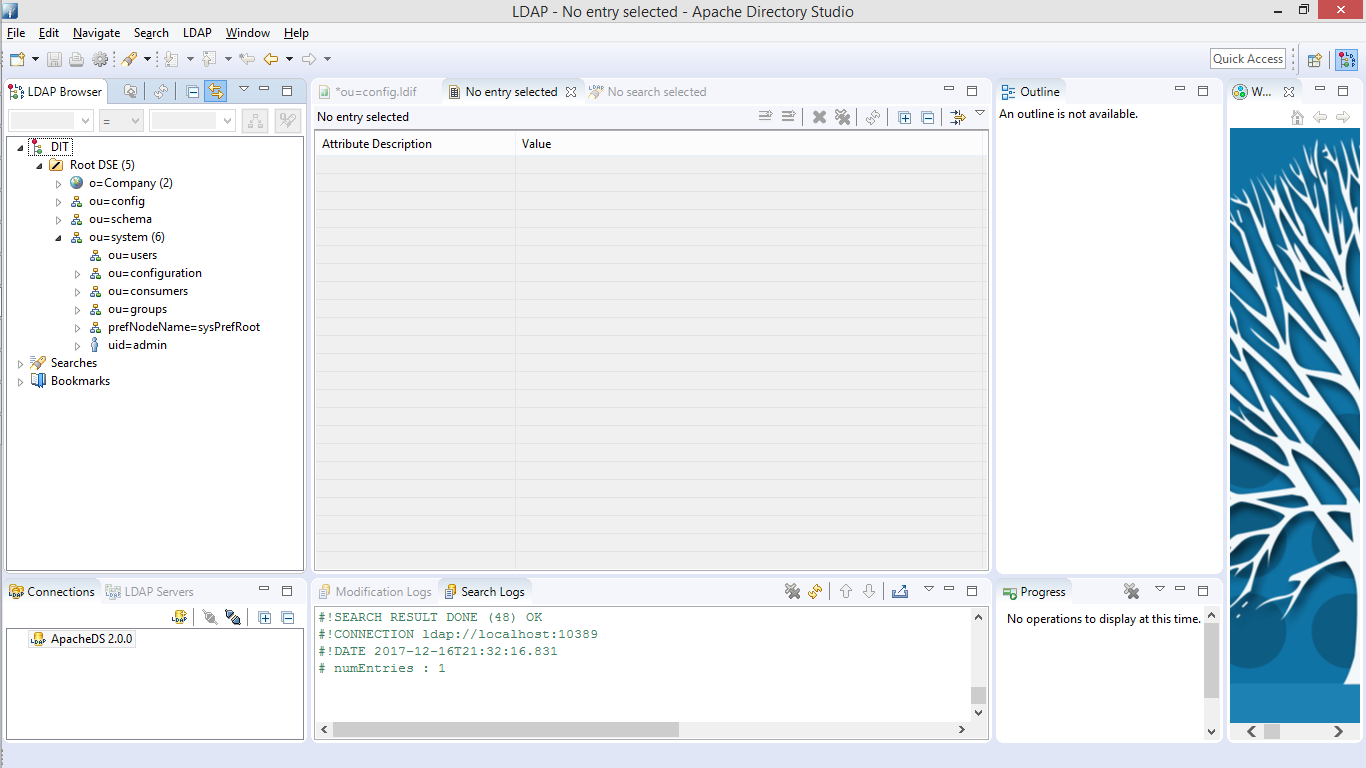 LDAP - No entry selected - Apache Directory Studio
File Edit Navigate Search LDAP Window Help
Quick Access
LDAP Browser
=
DIT
Root DSE (5)
o=Company (2)
ou=config
ou=schema
ou=system (6)
ou=users
ou=configuration
ou=consumers
ou=groups
prefNodeName=sysPrefRoot
uid=admin
Searches
Bookmarks
*ou=config.ldif No entry selected No search selected
No entry selected
Attribute Description Value
Outline
An outline is not available.
W...
Connections LDAP Servers
ApacheDS 2.0.0
Modification Logs Search Logs
#!SEARCH RESULT DONE (48) OK
#!CONNECTION ldap://localhost:10389
#!DATE 2017-12-16T21:32:16.831
# numEntries : 1
Progress
No operations to display at this time.